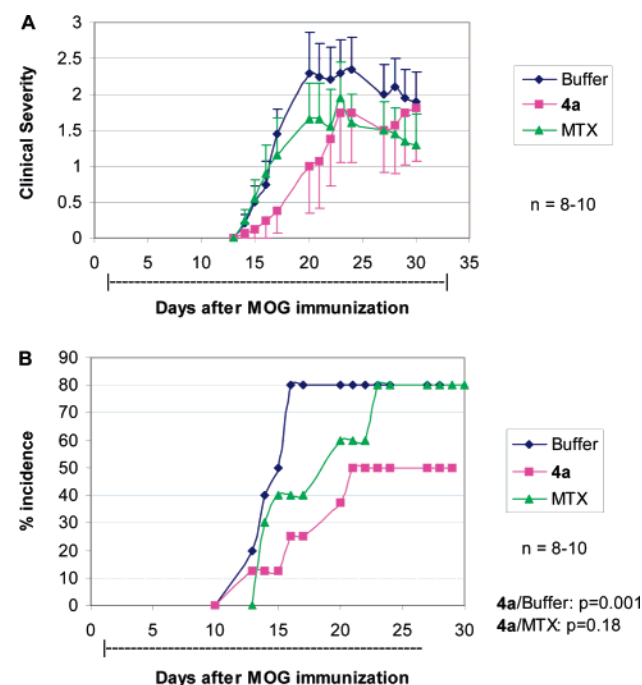 A
Clinical Severity
3
2.5
2
1.5
1
0.5
0
0 5 10 15 20 25 30 35
Days after MOG immunization
Buffer
4a
MTX
n = 8-10
B
% incidence
90
80
70
60
50
40
30
20
10
0
0 5 10 15 20 25 30
Days after MOG immunization
Buffer
4a
MTX
n = 8-10
4a/Buffer: p=0.001
4a/MTX: p=0.18